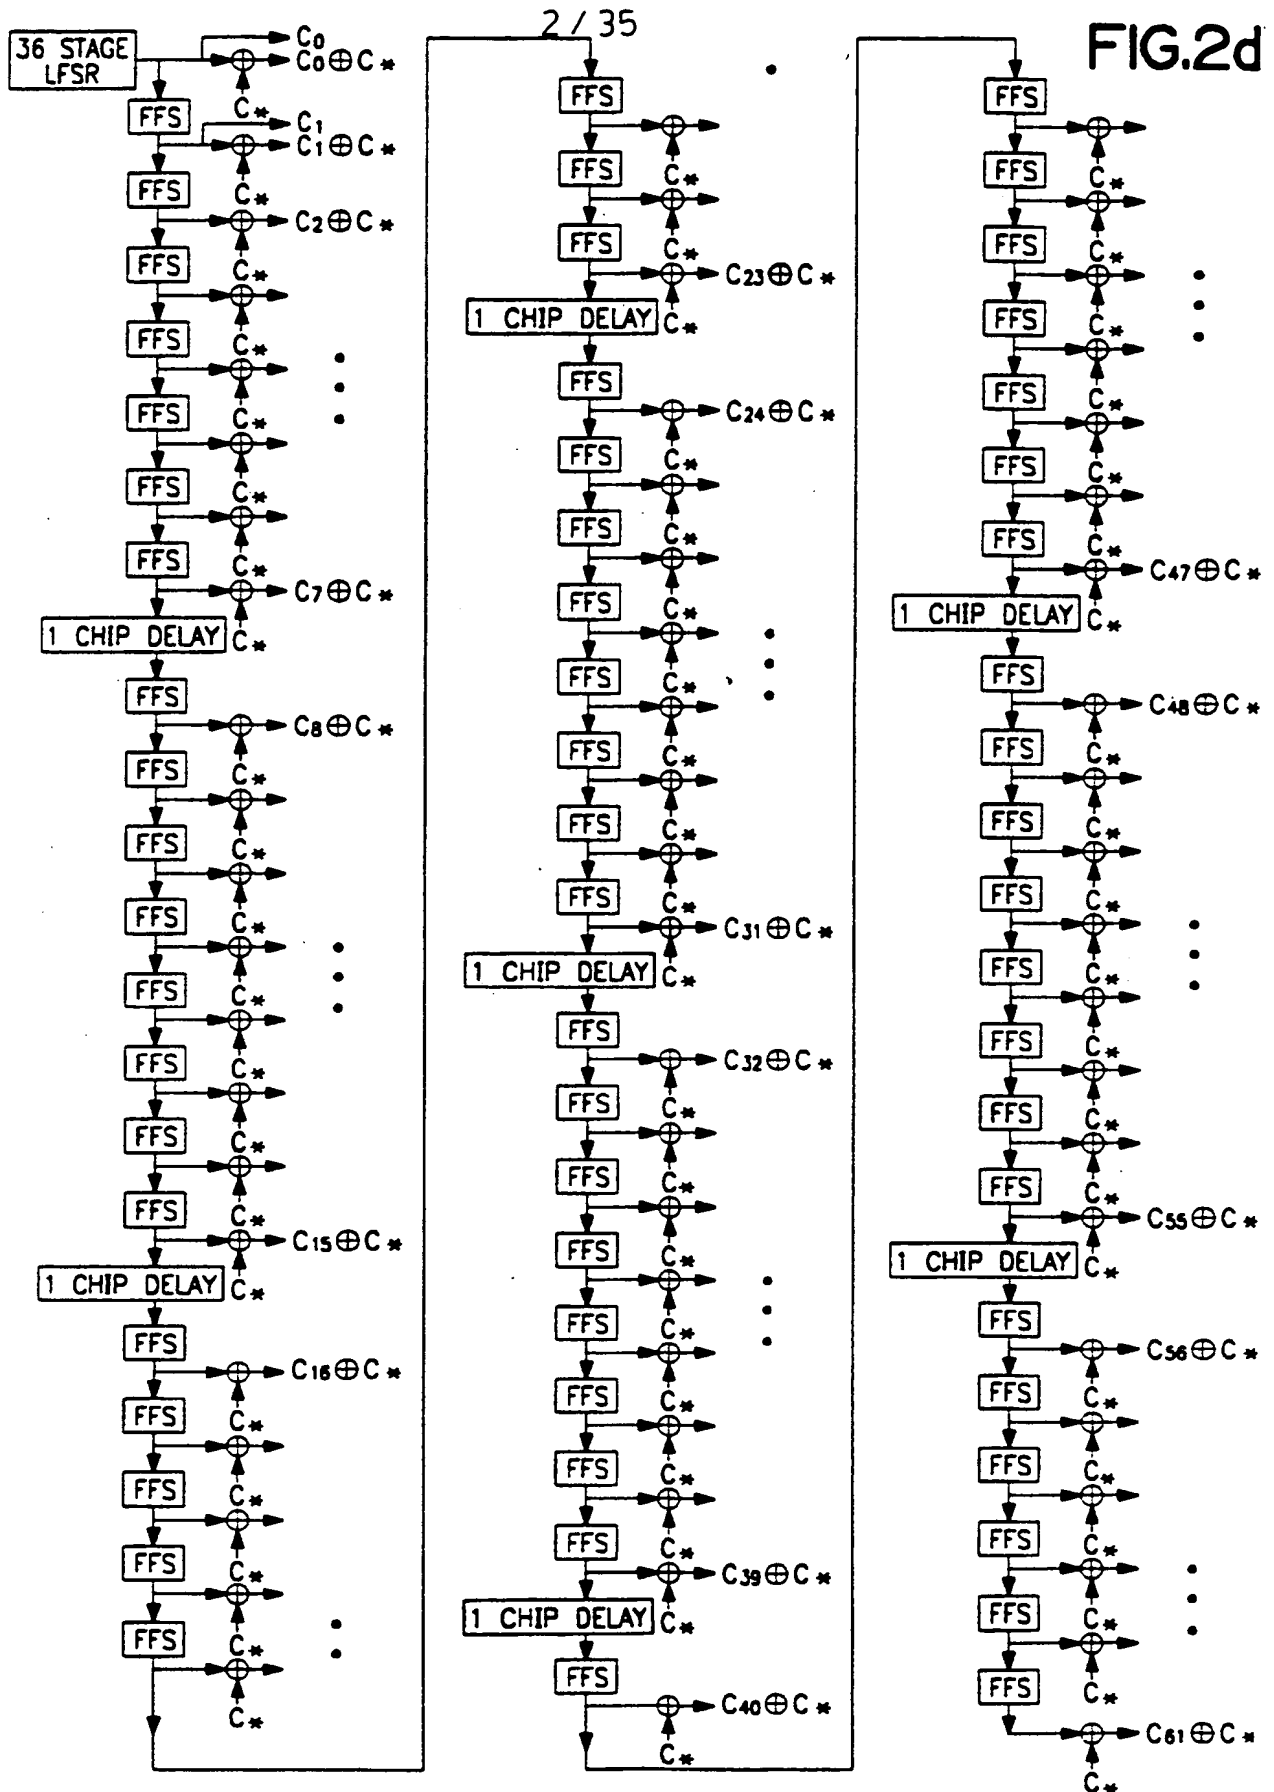 2/35
FIG.2d
36 STAGE
LFSR
C0
C0⊕C*
C*
FFS
C1
C1⊕C*
FFS C*
C2⊕C*
FFS C*
FFS C*
FFS C*
FFS C*
FFS C*
C7⊕C*
1 CHIP DELAY C*
FFS
C8⊕C*
FFS C*
FFS C*
FFS C*
FFS C*
FFS C*
FFS C*
FFS C*
C15⊕C*
1 CHIP DELAY C*
FFS
C16⊕C*
FFS C*
FFS C*
FFS C*
FFS C*
C*
FFS
FFS C*
FFS C*
C23⊕C*
1 CHIP DELAY C*
FFS
C24⊕C*
FFS C*
FFS C*
FFS C*
FFS C*
FFS C*
FFS C*
FFS C*
C31⊕C*
1 CHIP DELAY C*
FFS
C32⊕C*
FFS C*
FFS C*
FFS C*
FFS C*
FFS C*
FFS C*
FFS C*
C39⊕C*
1 CHIP DELAY C*
FFS
C40⊕C*
C*
FFS
FFS C*
FFS C*
FFS C*
FFS C*
FFS C*
FFS C*
C47⊕C*
1 CHIP DELAY C*
FFS
C48⊕C*
FFS C*
FFS C*
FFS C*
FFS C*
FFS C*
FFS C*
FFS C*
C55⊕C*
1 CHIP DELAY C*
FFS
C56⊕C*
FFS C*
FFS C*
FFS C*
FFS C*
FFS C*
C61⊕C*
C*